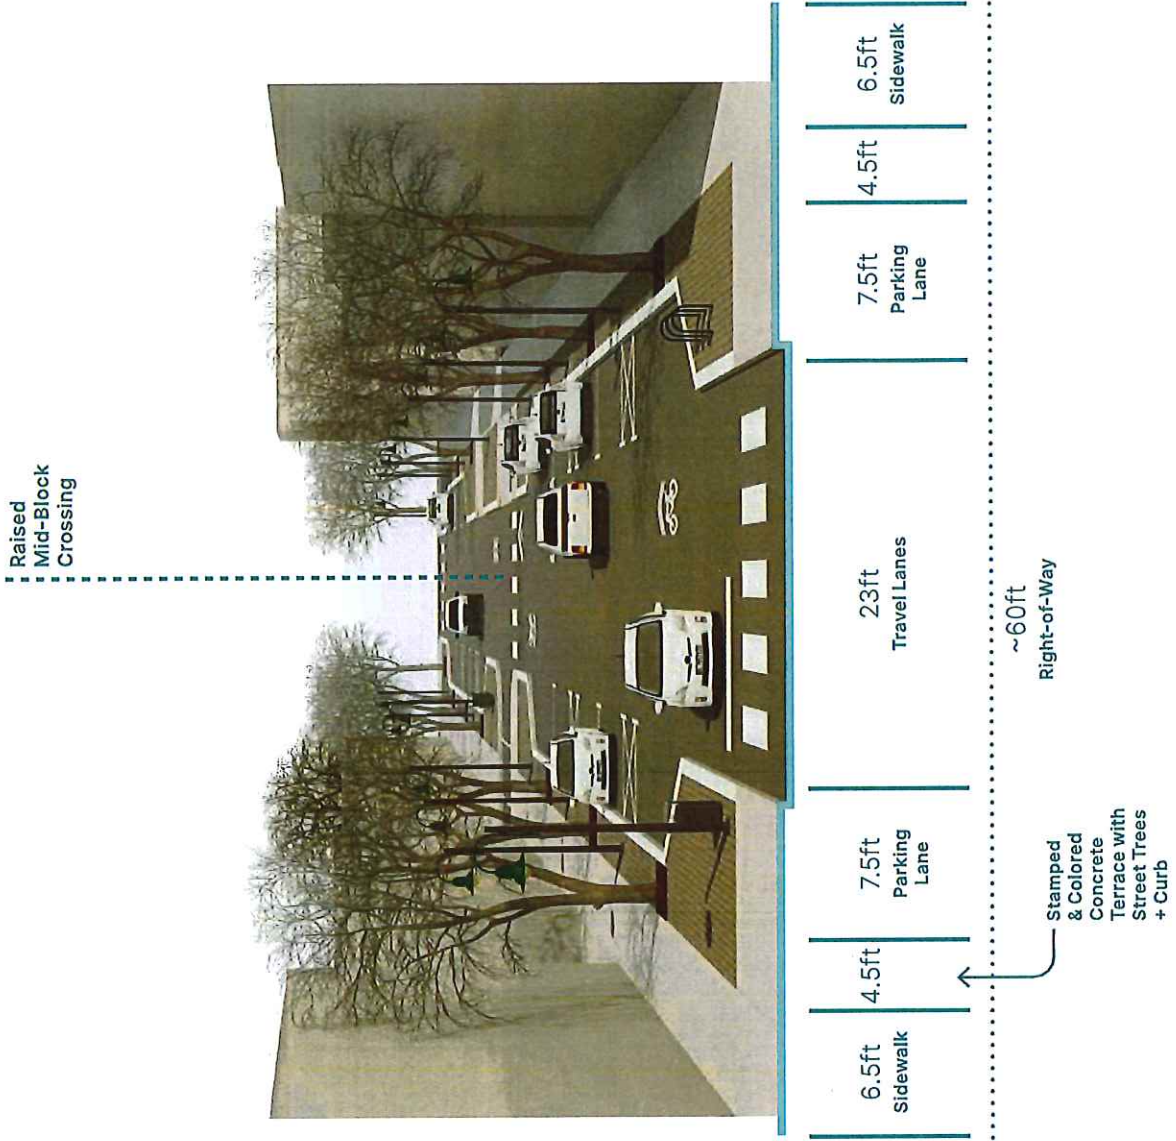 Raised
Mid-Block
Crossing
6.5ft
Sidewalk
4.5ft
7.5ft
Parking
Lane
23ft
Travel Lanes
7.5ft
Parking
Lane
4.5ft
6.5ft
Sidewalk
~60ft
Right-of-Way
Stamped
& Colored
Concrete
Terrace with
Street Trees
+ Curb